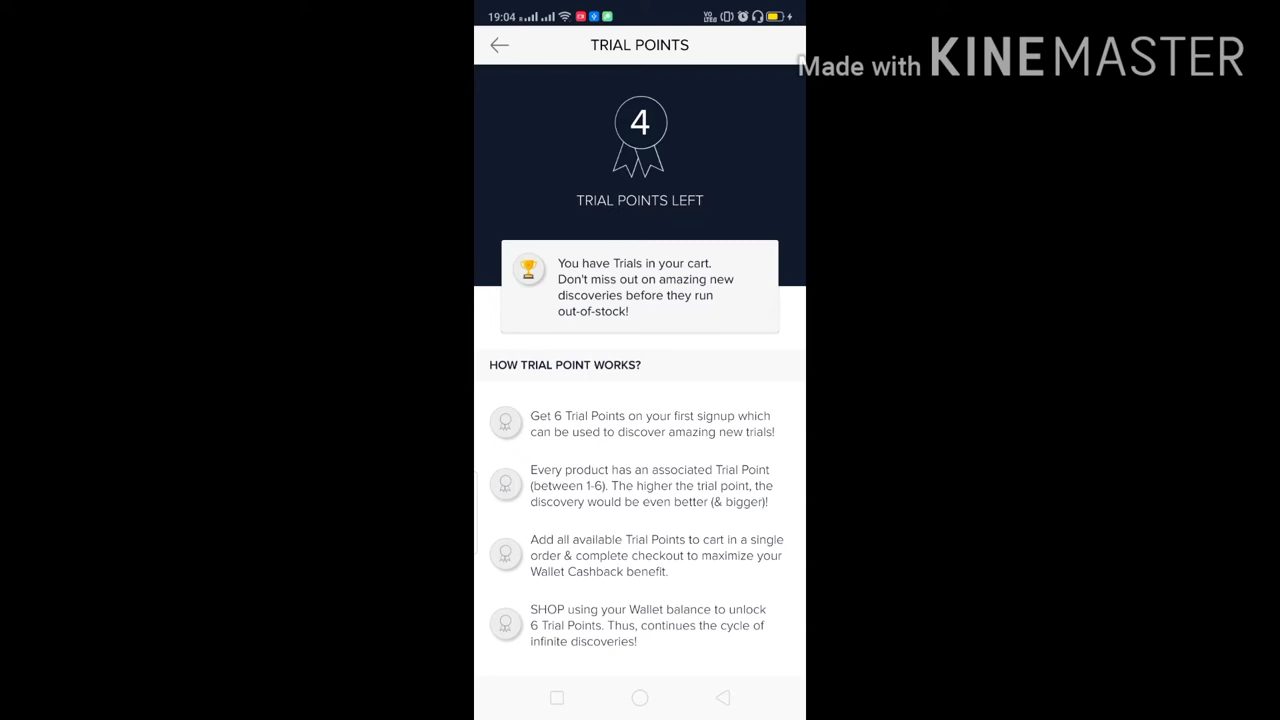 19:04
VO
LTE
TRIAL POINTS
Made with KINEMASTER
4
TRIAL POINTS LEFT
You have Trials in your cart.
Don't miss out on amazing new
discoveries before they run
out-of-stock!
HOW TRIAL POINT WORKS?
Get 6 Trial Points on your first signup which
can be used to discover amazing new trials!
Every product has an associated Trial Point
(between 1-6). The higher the trial point, the
discovery would be even better (& bigger)!
Add all available Trial Points to cart in a single
order & complete checkout to maximize your
Wallet Cashback benefit.
SHOP using your Wallet balance to unlock
6 Trial Points. Thus, continues the cycle of
infinite discoveries!